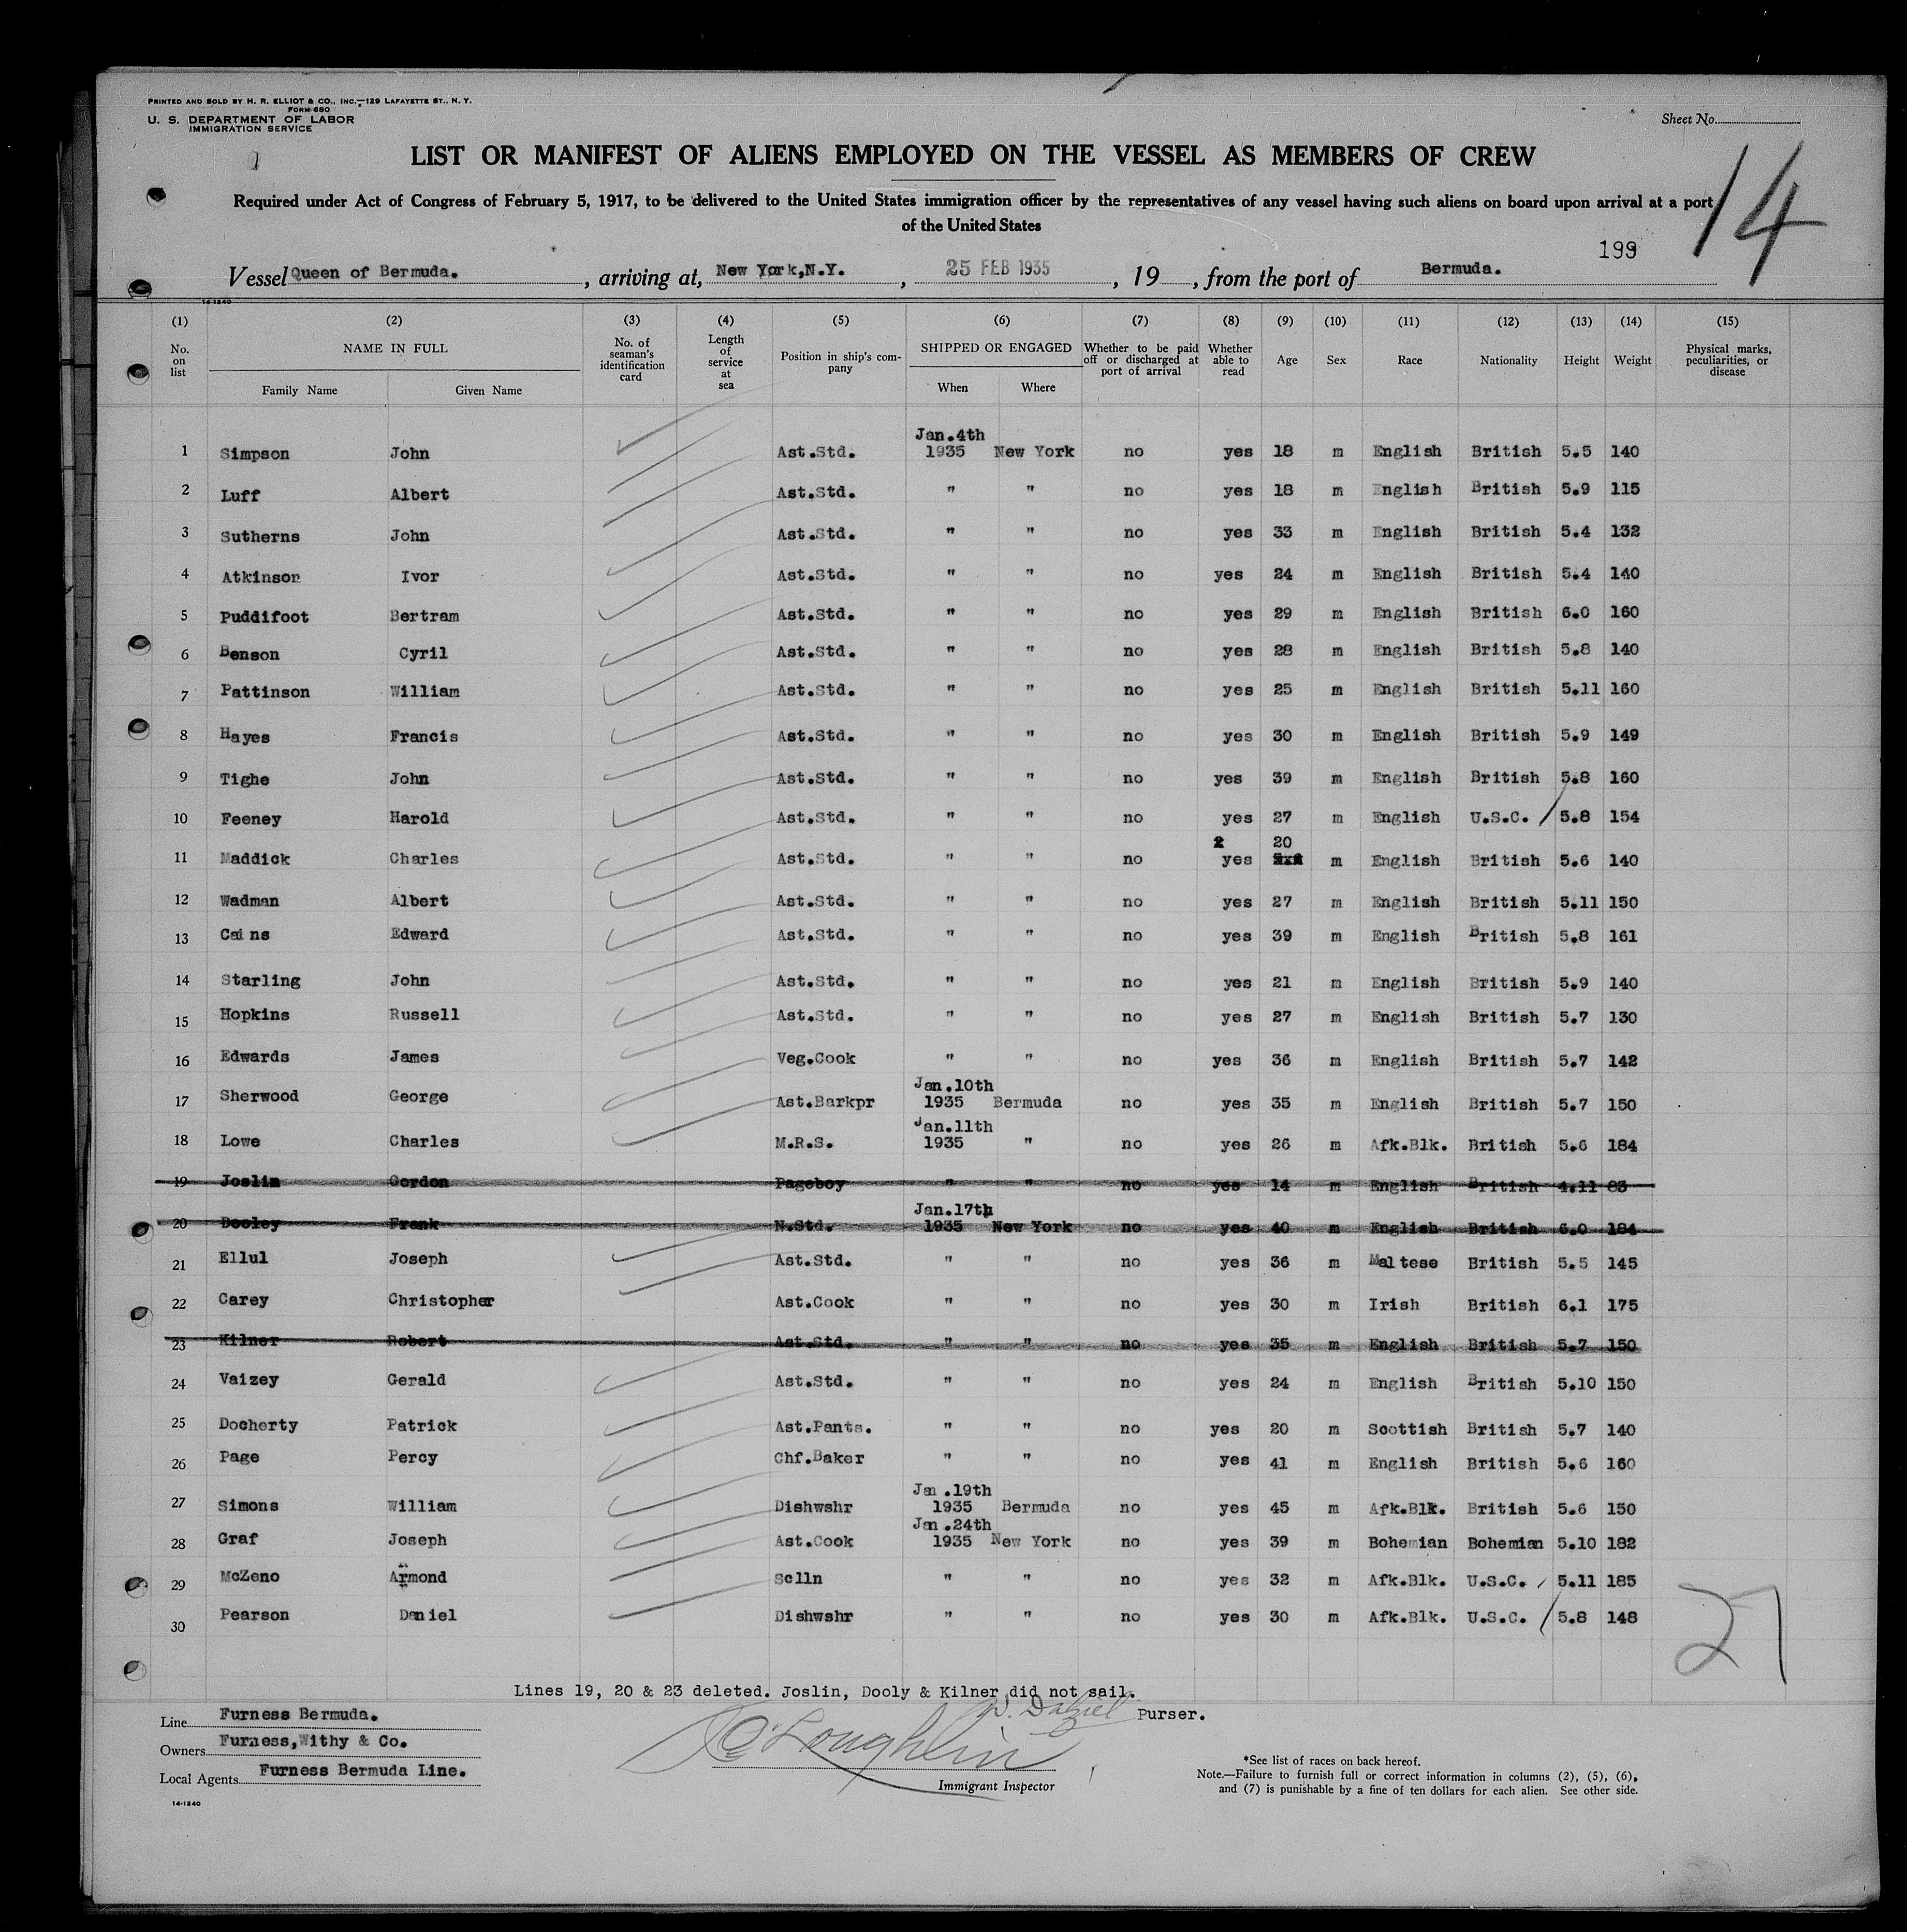 PRINTED AND SOLD BY H. R. ELLIOT & CO., INC.,—129 LAFAYETTE ST., N. Y.
FORM 680
U. S. DEPARTMENT OF LABOR
IMMIGRATION SERVICE
Sheet No.
LIST OR MANIFEST OF ALIENS EMPLOYED ON THE VESSEL AS MEMBERS OF CREW
14
Required under Act of Congress of February 5, 1917, to be delivered to the United States immigration officer by the representatives of any vessel having such aliens on board upon arrival at a port
of the United States
199
Vessel Queen of Bermuda. , arriving at, New York,N.Y. , 25 FEB 1935 , 19 , from the port of Bermuda.
14-1240
(1) (2) (3) (4) (5) (6) (7) (8) (9) (10) (11) (12) (13) (14) (15)
No. on list NAME IN FULL Family Name Given Name No. of seaman's identification card Length of service at sea Position in ship's company SHIPPED OR ENGAGED When Where Whether to be paid off or discharged at port of arrival Whether able to read Age Sex Race Nationality Height Weight Physical marks, peculiarities, or disease
1 Simpson John Ast.Std. Jan.4th 1935 New York no yes 18 m English British 5.5 140
2 Luff Albert Ast.Std. " " no yes 18 m English British 5.9 115
3 Sutherns John Ast.Std. " " no yes 33 m English British 5.4 132
4 Atkinson Ivor Ast.Std. " " no yes 24 m English British 5.4 140
5 Puddifoot Bertram Ast.Std. " " no yes 29 m English British 6.0 160
6 Benson Cyril Ast.Std. " " no yes 28 m English British 5.8 140
7 Pattinson William Ast.Std. " " no yes 25 m English British 5.11 160
8 Hayes Francis Ast.Std. " " no yes 30 m English British 5.9 149
9 Tighe John Ast.Std. " " no yes 39 m English British 5.8 160
10 Feeney Harold Ast.Std. " " no yes 27 m English U.S.C. 5.8 154
11 Maddick Charles Ast.Std. " " no yes 20 m English British 5.6 140
12 Wadman Albert Ast.Std. " " no yes 27 m English British 5.11 150
13 Cains Edward Ast.Std. " " no yes 39 m English British 5.8 161
14 Starling John Ast.Std. " " no yes 21 m English British 5.9 140
15 Hopkins Russell Ast.Std. " " no yes 27 m English British 5.7 130
16 Edwards James Veg.Cook " " no yes 36 m English British 5.7 142
17 Sherwood George Ast.Barkpr Jan.10th 1935 Bermuda no yes 35 m English British 5.7 150
18 Lowe Charles M.R.S. Jan.11th 1935 " no yes 26 m Afk.Blk. British 5.6 184
19 Joslin Gordon Pageboy " " no yes 14 m English British 4.11 83
20 Dooley Frank N.Std. Jan.17th 1935 New York no yes 40 m English British 6.0 184
21 Ellul Joseph Ast.Std. " " no yes 36 m Maltese British 5.5 145
22 Carey Christopher Ast.Cook " " no yes 30 m Irish British 6.1 175
23 Kilner Robert Ast.Std. " " no yes 35 m English British 5.7 150
24 Vaizey Gerald Ast.Std. " " no yes 24 m English British 5.10 150
25 Docherty Patrick Ast.Pants. " " no yes 20 m Scottish British 5.7 140
26 Page Percy Chf.Baker " " no yes 41 m English British 5.6 160
27 Simons William Dishwshr Jan.19th 1935 Bermuda no yes 45 m Afk.Blk. British 5.6 150
28 Graf Joseph Ast.Cook Jan.24th 1935 New York no yes 39 m Bohemian Bohemian 5.10 182
29 McZeno Armond Sclln " " no yes 32 m Afk.Blk. U.S.C. 5.11 185
30 Pearson Daniel Dishwshr " " no yes 30 m Afk.Blk. U.S.C. 5.8 148
27
Lines 19, 20 & 23 deleted. Joslin, Dooly & Kilner did not sail.
Purser.
Line Furness Bermuda.
Owners Furness,Withy & Co.
Local Agents Furness Bermuda Line.
O'Loughlin
Immigrant Inspector
*See list of races on back hereof.
Note.—Failure to furnish full or correct information in columns (2), (5), (6),
and (7) is punishable by a fine of ten dollars for each alien. See other side.
14-1240